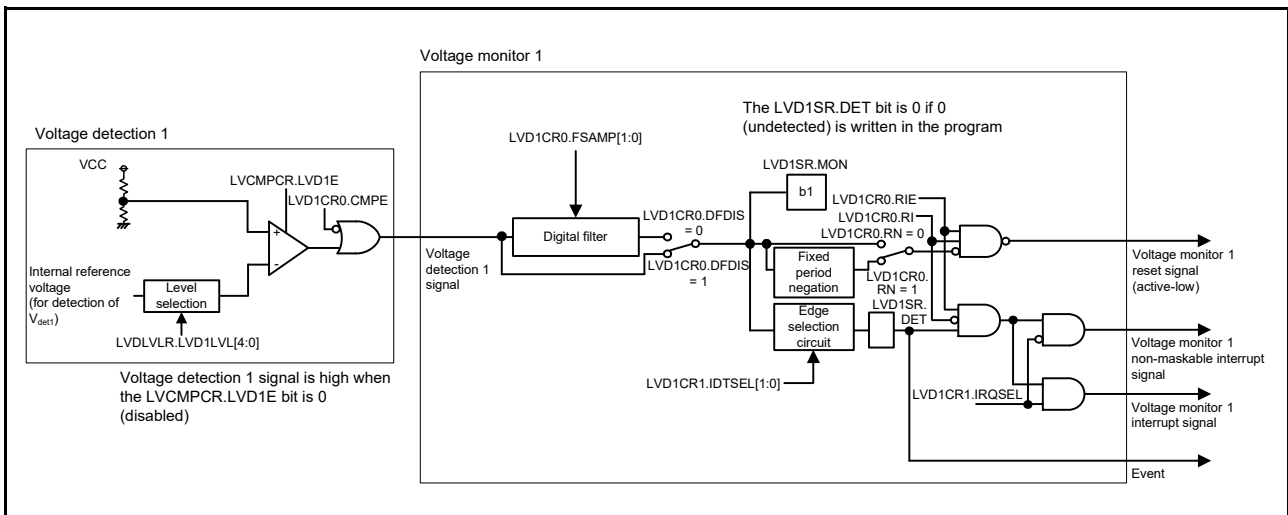 Voltage monitor 1
The LVD1SR.DET bit is 0 if 0
(undetected) is written in the program
Voltage detection 1
VCC
LVCMPCR.LVD1E
LVD1CR0.CMPE
+
-
Internal reference
voltage
(for detection of
Vdet1)
Level
selection
LVDLVLR.LVD1LVL[4:0]
Voltage detection 1 signal is high when
the LVCMPCR.LVD1E bit is 0
(disabled)
Voltage
detection 1
signal
LVD1CR0.FSAMP[1:0]
Digital filter
LVD1CR0.DFDIS
= 0
LVD1CR0.DFDIS
= 1
LVD1SR.MON
b1
LVD1CR0.RIE
LVD1CR0.RI
LVD1CR0.RN = 0
Fixed
period
negation
LVD1CR0.
RN = 1
LVD1SR.
DET
Edge
selection
circuit
LVD1CR1.IDTSEL[1:0]
LVD1CR1.IRQSEL
Voltage monitor 1
reset signal
(active-low)
Voltage monitor 1
non-maskable interrupt
signal
Voltage monitor 1
interrupt signal
Event